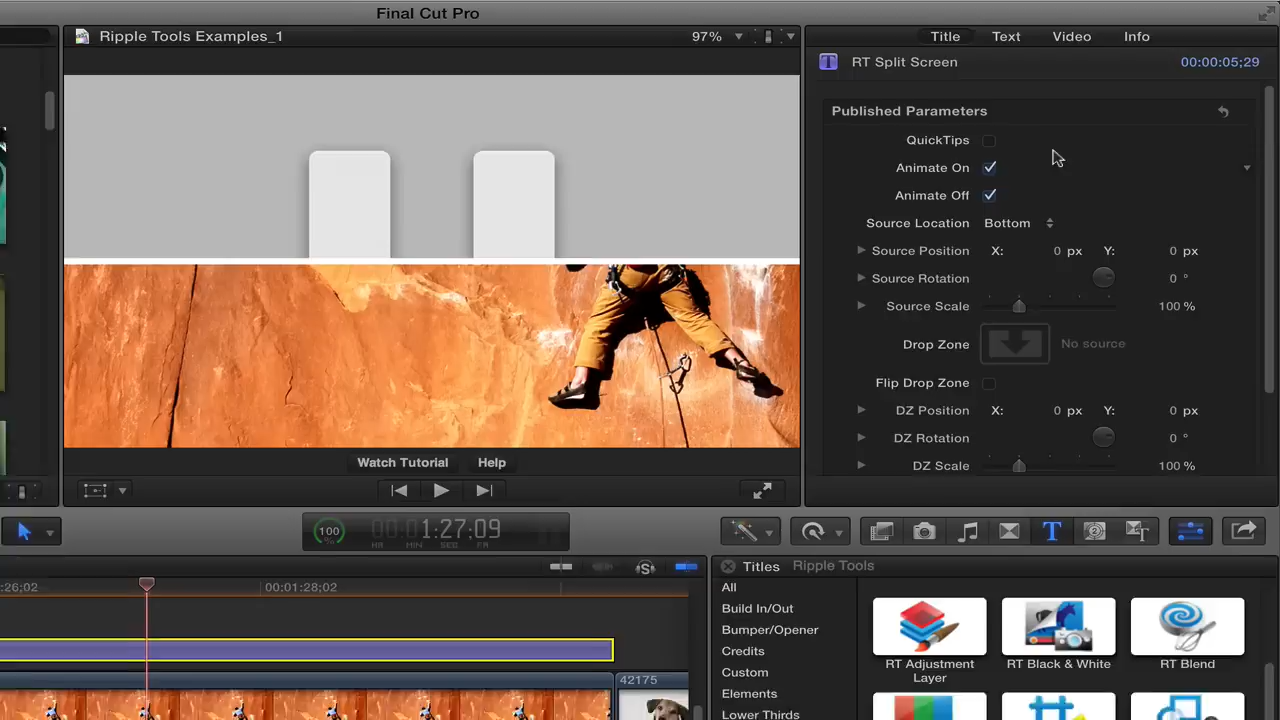 Final Cut Pro
Ripple Tools Examples_1
97%
Title Text Video Info
RT Split Screen
00:00:05;29
Published Parameters
QuickTips
Animate On
Animate Off
Source Location Bottom
Source Position X: 0 px Y: 0 px
Source Rotation 0 °
Source Scale 100 %
Drop Zone No source
Flip Drop Zone
DZ Position X: 0 px Y: 0 px
DZ Rotation 0 °
DZ Scale 100 %
Watch Tutorial Help
100
%
00:01:27;09
HR MIN SEC FR
:26;02
00:01:28;02
42175
Titles Ripple Tools
All
Build In/Out
Bumper/Opener
Credits
Custom
Elements
Lower Thirds
RT Adjustment
Layer
RT Black & White
RT Blend